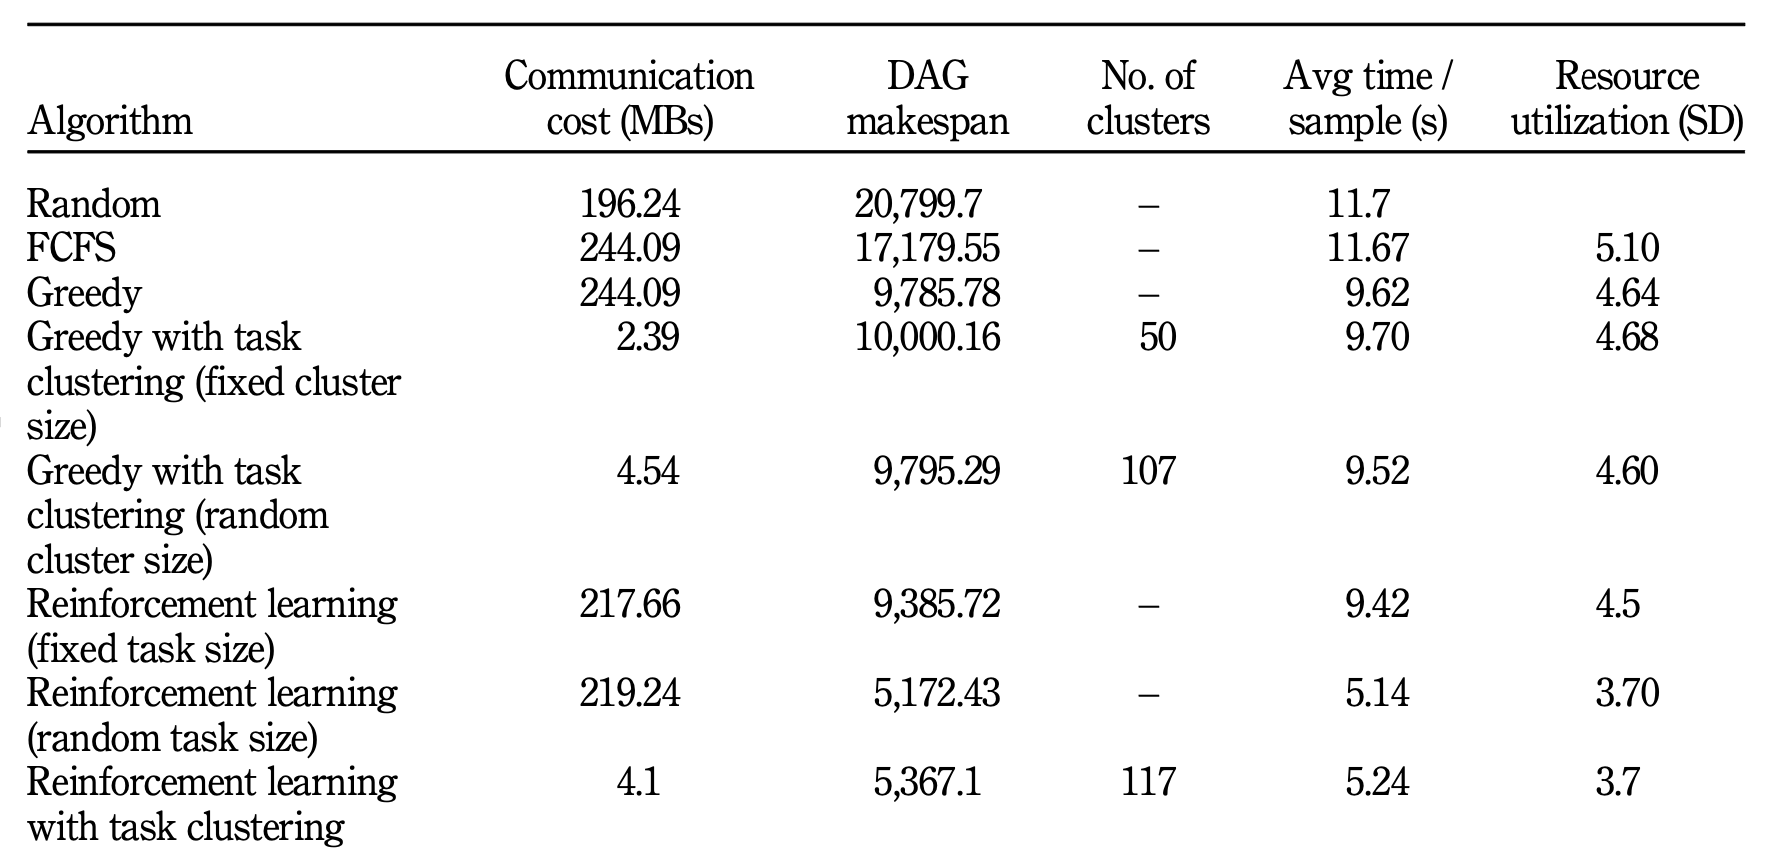 Communication DAG No. of Avg time / Resource
Algorithm cost (MBs) makespan clusters sample (s) utilization (SD)
Random 196.24 20,799.7 – 11.7
FCFS 244.09 17,179.55 – 11.67 5.10
Greedy 244.09 9,785.78 – 9.62 4.64
Greedy with task 2.39 10,000.16 50 9.70 4.68
clustering (fixed cluster
size)
Greedy with task 4.54 9,795.29 107 9.52 4.60
clustering (random
cluster size)
Reinforcement learning 217.66 9,385.72 – 9.42 4.5
(fixed task size)
Reinforcement learning 219.24 5,172.43 – 5.14 3.70
(random task size)
Reinforcement learning 4.1 5,367.1 117 5.24 3.7
with task clustering